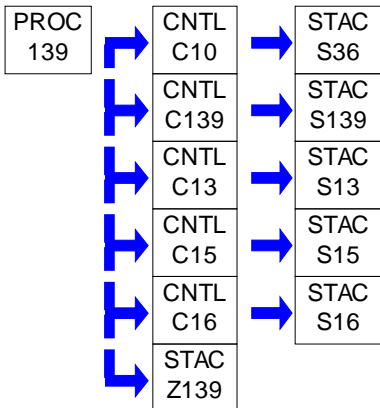 PROC
139
CNTL
C10
STAC
S36
CNTL
C139
STAC
S139
CNTL
C13
STAC
S13
CNTL
C15
STAC
S15
CNTL
C16
STAC
S16
STAC
Z139